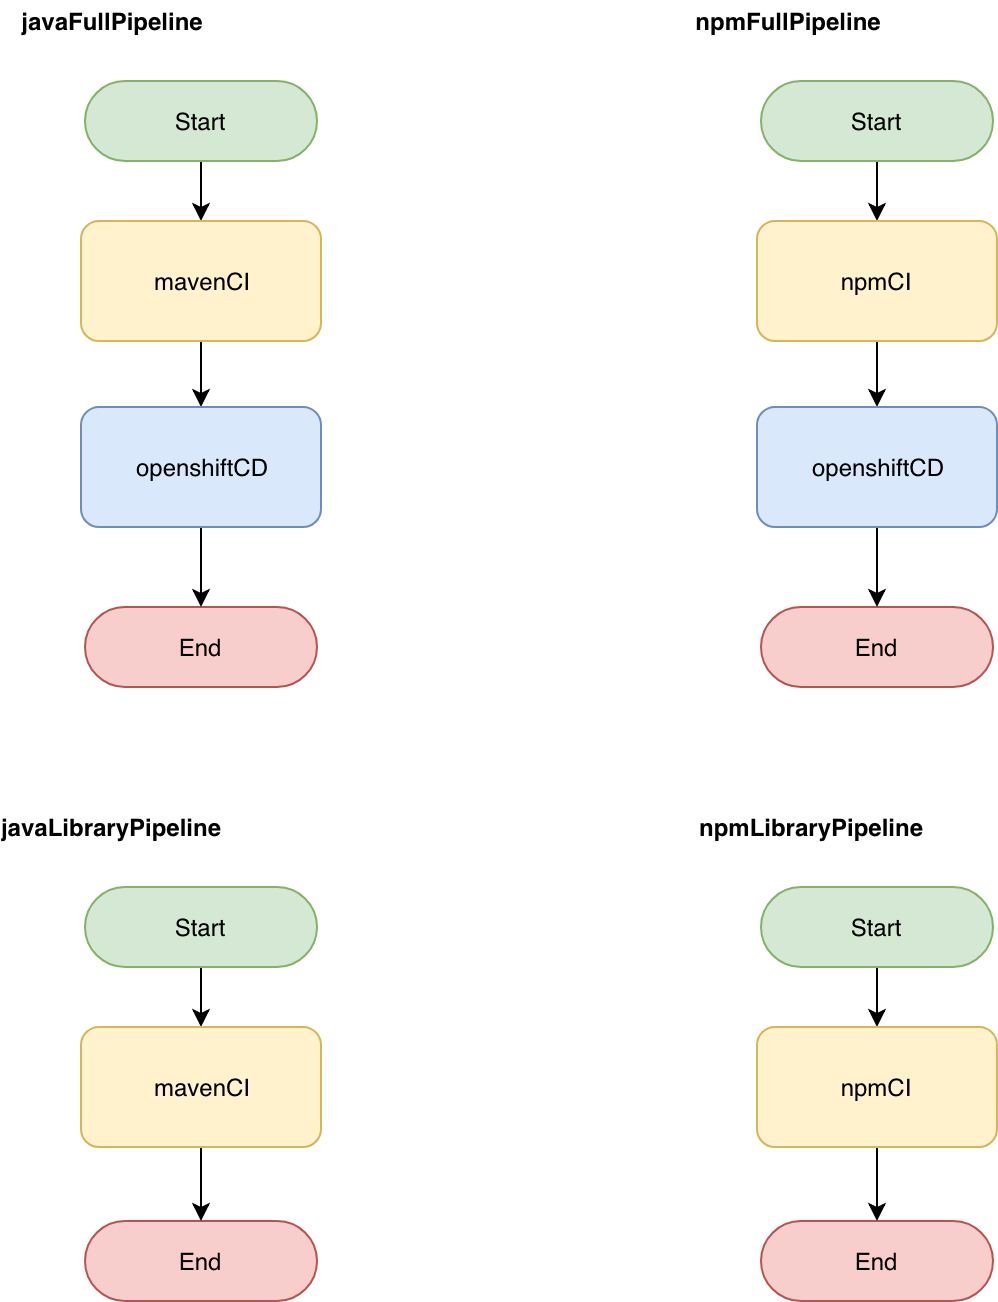 javaFullPipeline
Start
mavenCI
openshiftCD
End
npmFullPipeline
Start
npmCI
openshiftCD
End
javaLibraryPipeline
Start
mavenCI
End
npmLibraryPipeline
Start
npmCI
End